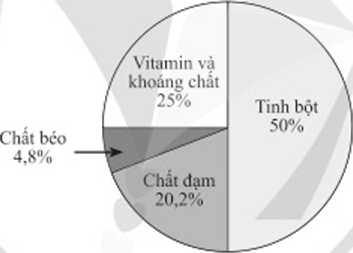 Vitamin và
khoáng chất
25%
Tinh bột
50%
Chất béo
4,8%
Chất đạm
20,2%